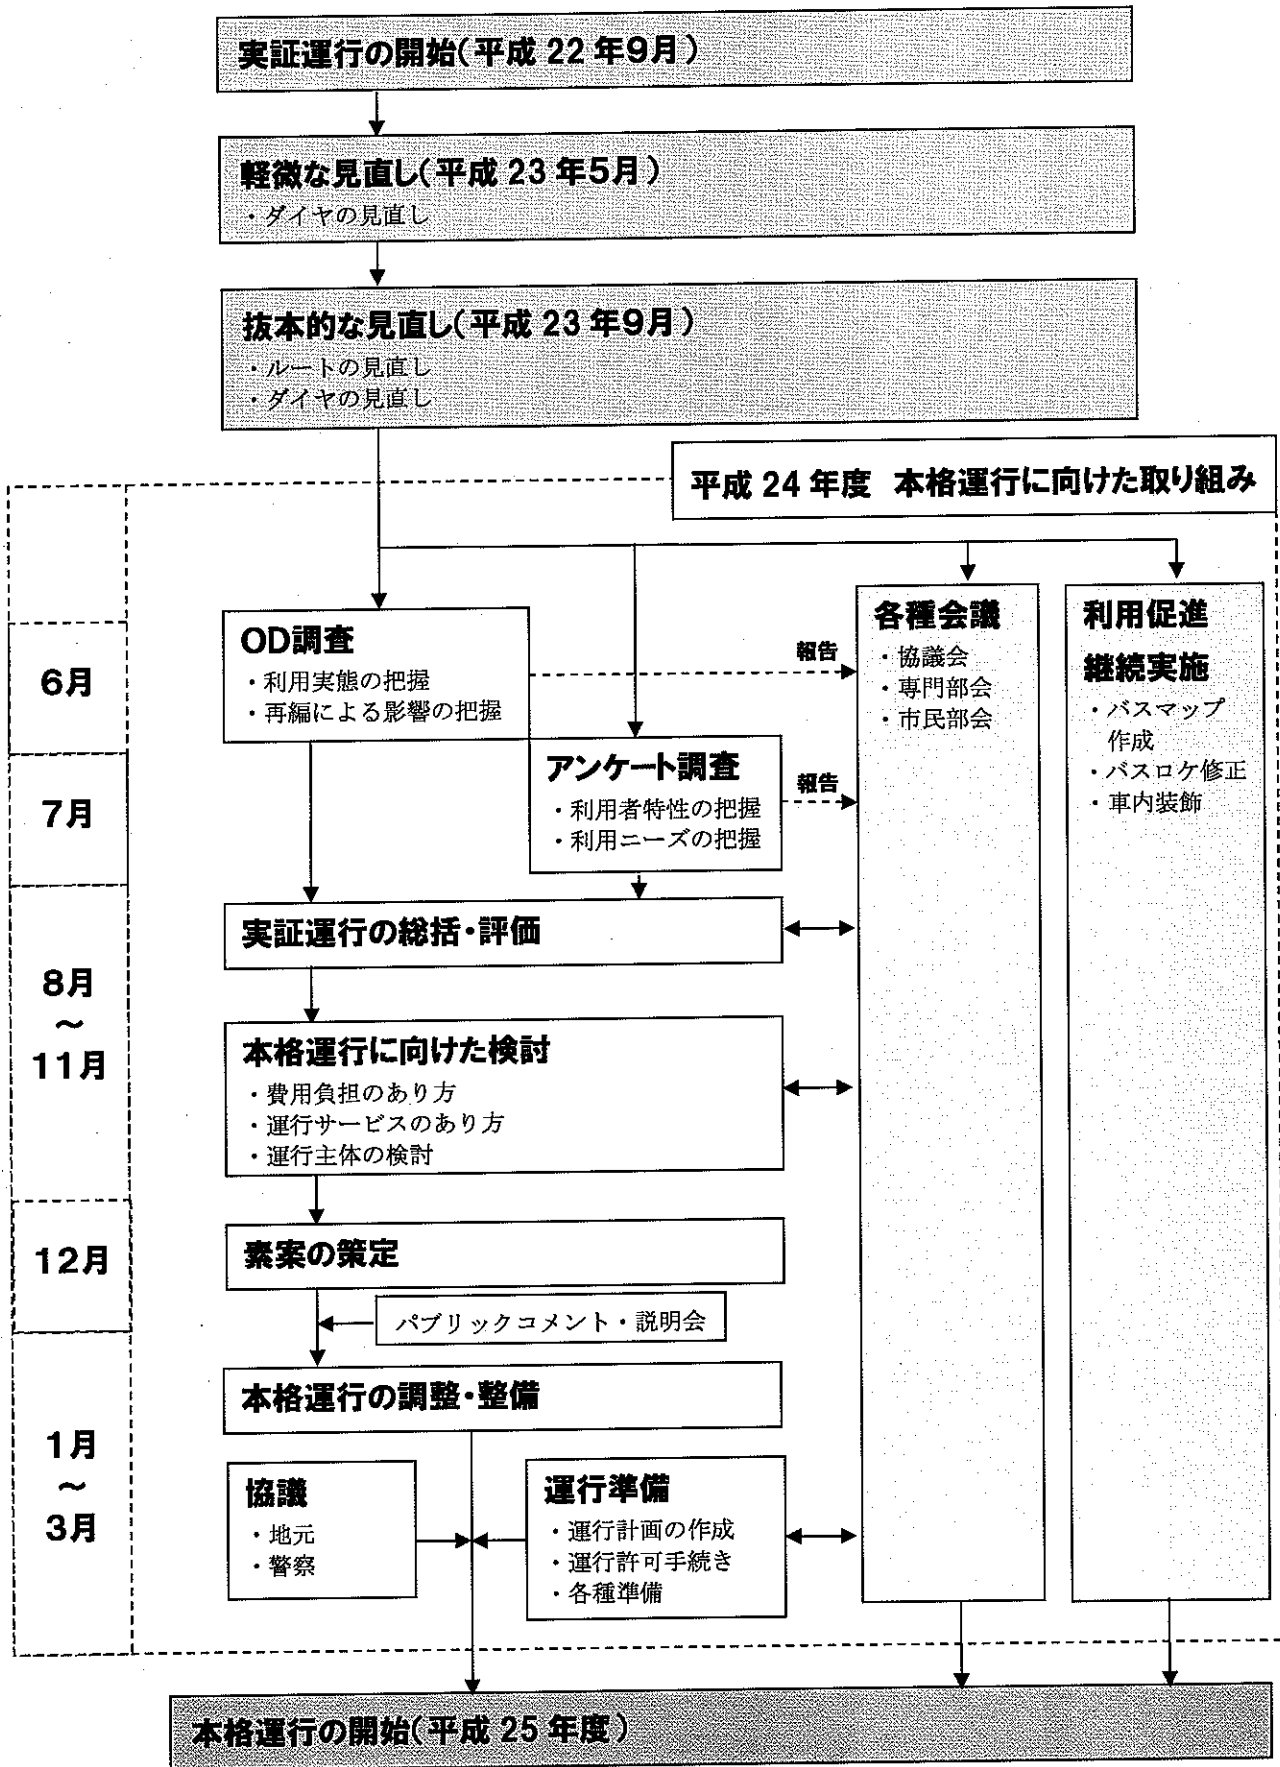 実証運行の開始(平成 22 年9月)
軽微な見直し(平成 23 年5月)
・ダイヤの見直し
抜本的な見直し(平成 23 年9月)
・ルートの見直し
・ダイヤの見直し
平成 24 年度 本格運行に向けた取り組み
6月
7月
8月
~
11月
12月
1月
~
3月
OD調査
・利用実態の把握
・再編による影響の把握
報告
アンケート調査
・利用者特性の把握
・利用ニーズの把握
報告
実証運行の総括・評価
本格運行に向けた検討
・費用負担のあり方
・運行サービスのあり方
・運行主体の検討
素案の策定
パブリックコメント・説明会
本格運行の調整・整備
協議
・地元
・警察
運行準備
・運行計画の作成
・運行許可手続き
・各種準備
各種会議
・協議会
・専門部会
・市民部会
利用促進
継続実施
・バスマップ
作成
・バスロケ修正
・車内装飾
本格運行の開始(平成 25 年度)